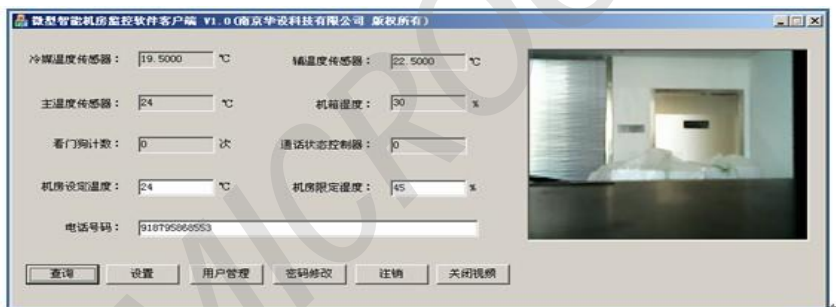 微型智能机房监控软件客户端 V1.0(南京华设科技有限公司 版权所有)
冷媒温度传感器： 19.5000 ℃ 辅温度传感器： 22.5000 ℃
主温度传感器： 24 ℃ 机箱湿度： 30 %
看门狗计数： 0 次 通话状态控制器： 0
机房设定温度： 24 ℃ 机房限定湿度： 45 %
电话号码： 918795868553
查询 设置 用户管理 密码修改 注销 关闭视频